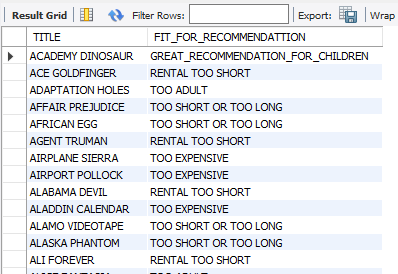 Result Grid Filter Rows: Export: Wrap
TITLE FIT_FOR_RECOMMENDATTION
ACADEMY DINOSAUR GREAT_RECOMMENDATION_FOR_CHILDREN
ACE GOLDFINGER RENTAL TOO SHORT
ADAPTATION HOLES TOO ADULT
AFFAIR PREJUDICE TOO SHORT OR TOO LONG
AFRICAN EGG TOO SHORT OR TOO LONG
AGENT TRUMAN RENTAL TOO SHORT
AIRPLANE SIERRA TOO EXPENSIVE
AIRPORT POLLOCK TOO EXPENSIVE
ALABAMA DEVIL RENTAL TOO SHORT
ALADDIN CALENDAR TOO EXPENSIVE
ALAMO VIDEOTAPE TOO SHORT OR TOO LONG
ALASKA PHANTOM TOO SHORT OR TOO LONG
ALI FOREVER RENTAL TOO SHORT